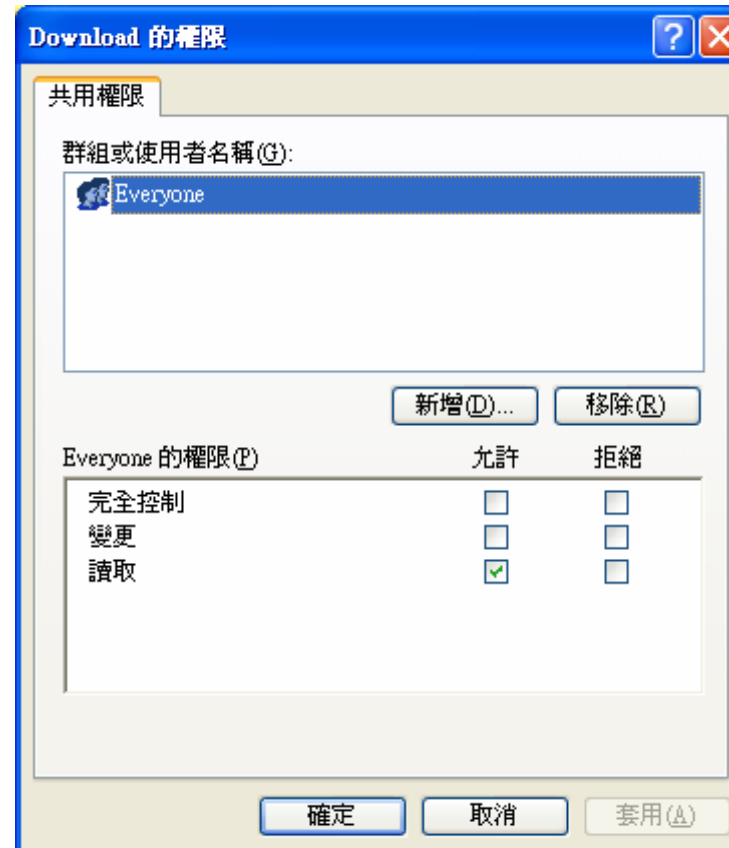 Download 的權限
共用權限
群組或使用者名稱(G):
Everyone
新增(D)... 移除(R)
Everyone 的權限(P) 允許 拒絕
完全控制
變更
讀取
確定 取消 套用(A)